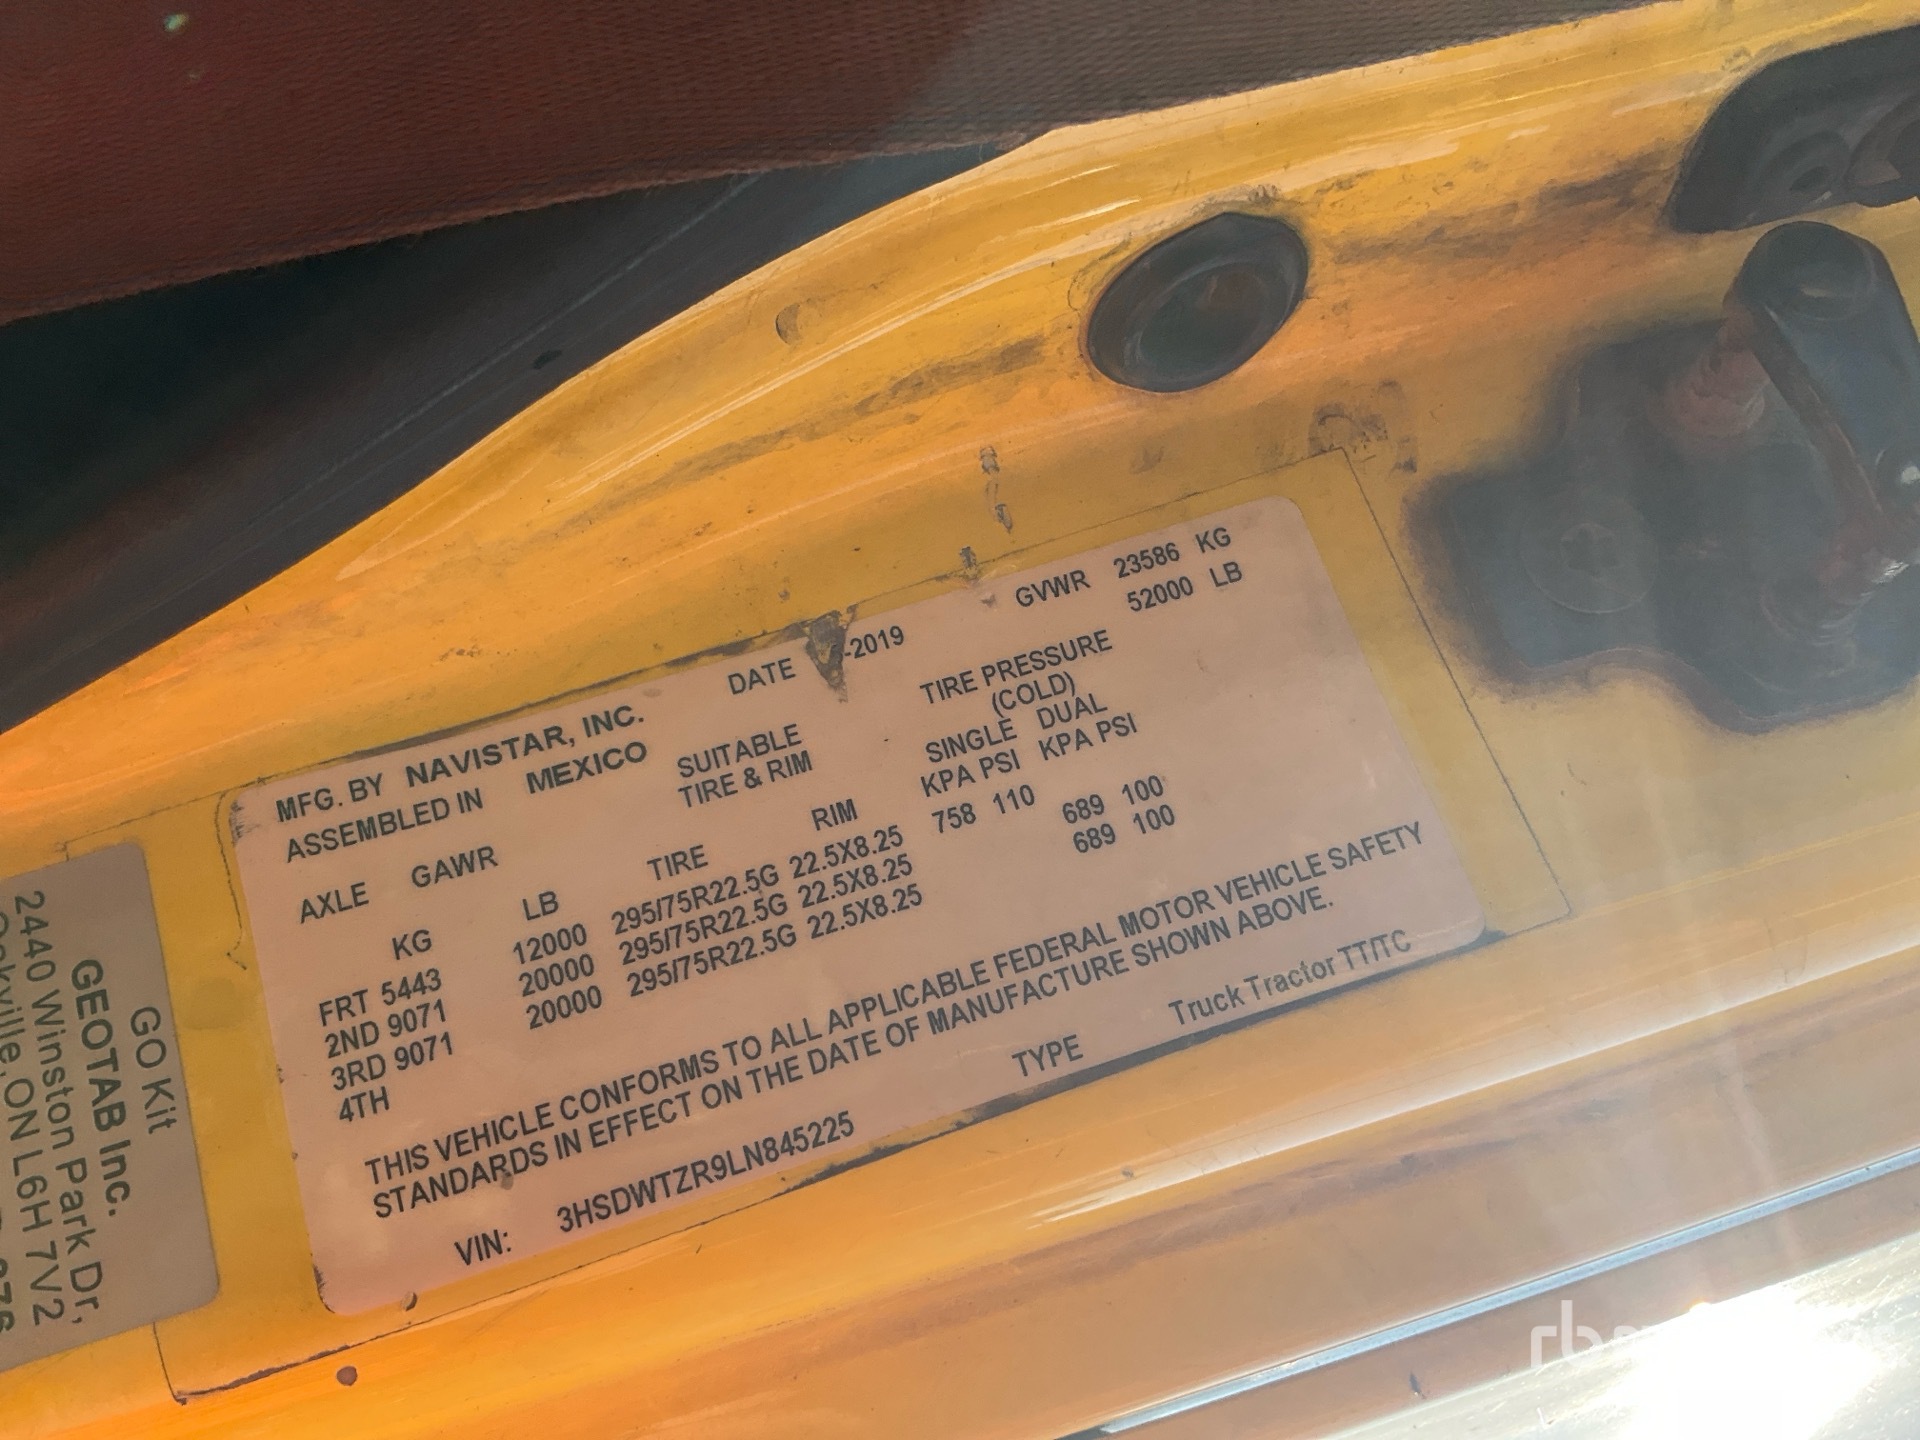 MFG. BY NAVISTAR, INC. DATE -2019 GVWR 23586 KG
ASSEMBLED IN MEXICO 52000 LB
SUITABLE TIRE PRESSURE
TIRE & RIM (COLD)
SINGLE DUAL
AXLE GAWR TIRE RIM KPA PSI KPA PSI
KG LB
FRT 5443 12000 295/75R22.5G 22.5X8.25 758 110
2ND 9071 20000 295/75R22.5G 22.5X8.25 689 100
3RD 9071 20000 295/75R22.5G 22.5X8.25 689 100
4TH
THIS VEHICLE CONFORMS TO ALL APPLICABLE FEDERAL MOTOR VEHICLE SAFETY
STANDARDS IN EFFECT ON THE DATE OF MANUFACTURE SHOWN ABOVE.
VIN: 3HSDWTZR9LN845225 TYPE Truck Tractor TT/TC
GO Kit
GEOTAB Inc.
2440 Winston Park Dr,
Oakville, ON L6H 7V2
rb